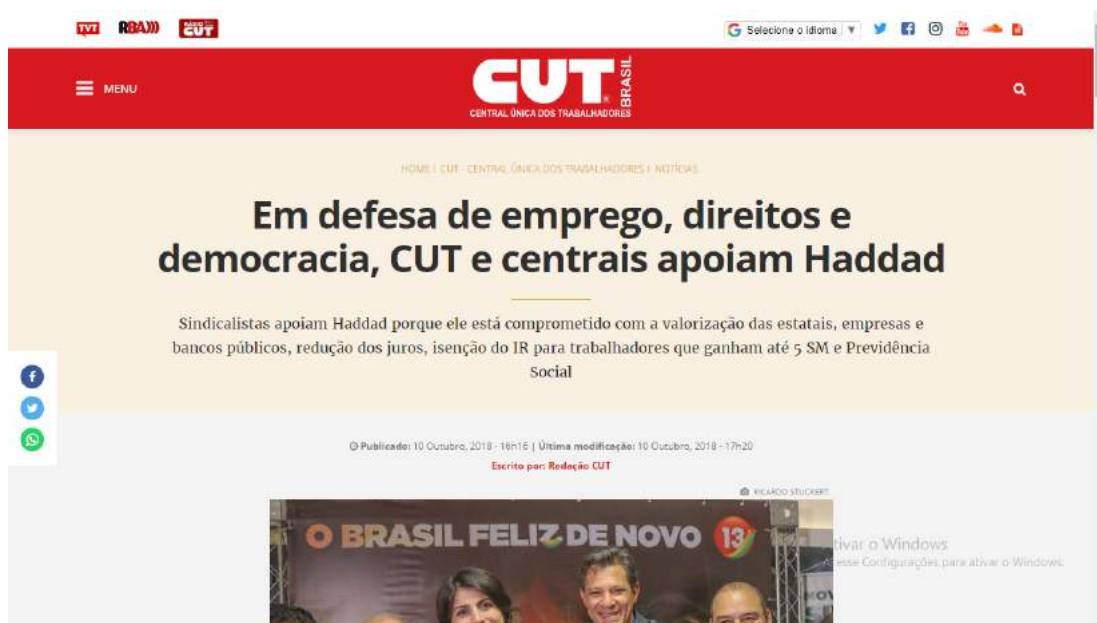 TVT RBA))) RÁDIO CUT
Selecione o idioma ▼
MENU
CUT BRASIL
CENTRAL ÚNICA DOS TRABALHADORES
HOME | CUT - CENTRAL ÚNICA DOS TRABALHADORES | NOTÍCIAS
Em defesa de emprego, direitos e
democracia, CUT e centrais apoiam Haddad
Sindicalistas apoiam Haddad porque ele está comprometido com a valorização das estatais, empresas e
bancos públicos, redução dos juros, isenção do IR para trabalhadores que ganham até 5 SM e Previdência
Social
Publicado: 10 Outubro, 2018 - 16h16 | Última modificação: 10 Outubro, 2018 - 17h20
Escrito por: Redação CUT
RICARDO STUCKERT
O BRASIL FELIZ DE NOVO 13
tivar o Windows
esse Configurações para ativar o Windows.